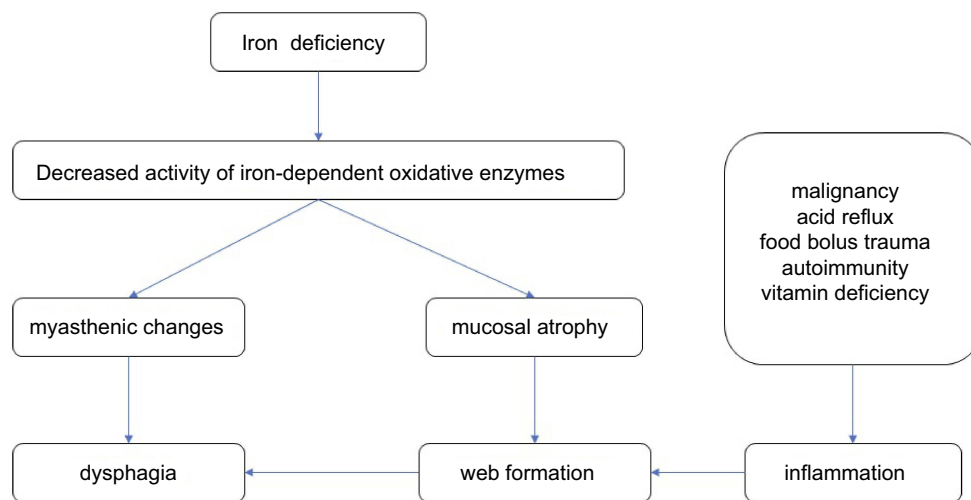 Iron deficiency
Decreased activity of iron-dependent oxidative enzymes
malignancy
acid reflux
food bolus trauma
autoimmunity
vitamin deficiency
myasthenic changes
mucosal atrophy
dysphagia
web formation
inflammation